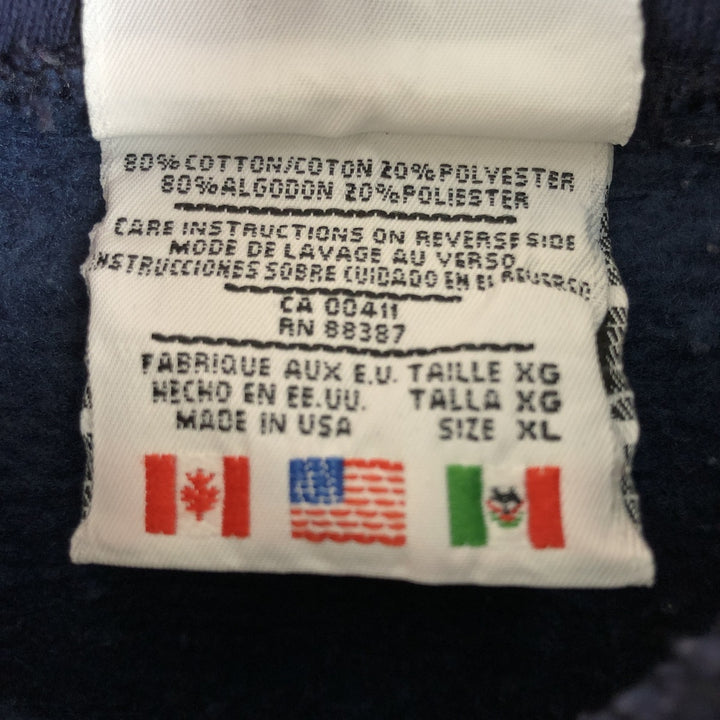 80% COTTON/COTON 20% POLYESTER
80% ALGODON 20% POLIESTER
CARE INSTRUCTIONS ON REVERSE SIDE
MODE DE LAVAGE AU VERSO
INSTRUCCIONES SOBRE CUIDADO EN EL REVERSO
CA 00411
RN 88387
FABRIQUE AUX E.U. TAILLE XG
HECHO EN EE.UU. TALLA XG
MADE IN USA SIZE XL